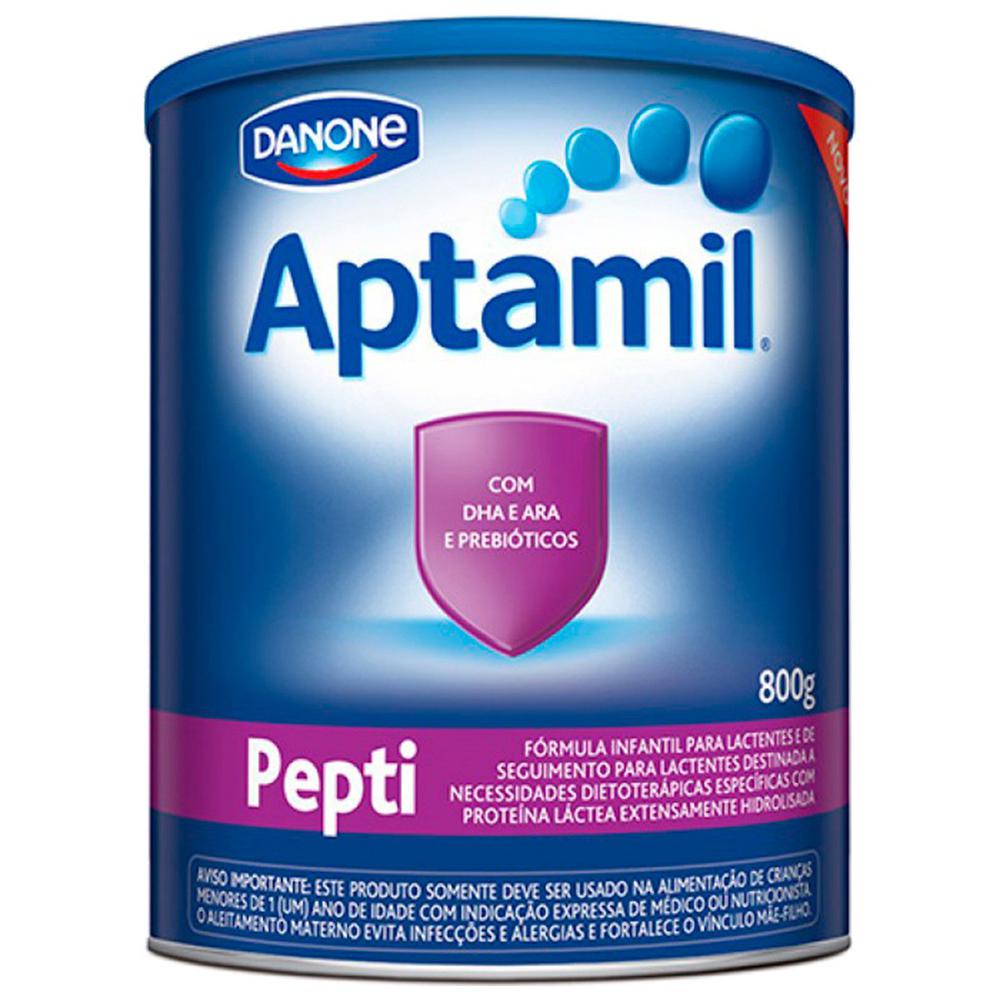 DANONE
NOVO
Aptamil®
COM
DHA E ARA
E PREBIÓTICOS
800g
Pepti
FÓRMULA INFANTIL PARA LACTENTES E DE
SEGUIMENTO PARA LACTENTES DESTINADA A
NECESSIDADES DIETOTERÁPICAS ESPECÍFICAS COM
PROTEÍNA LÁCTEA EXTENSAMENTE HIDROLISADA
AVISO IMPORTANTE: ESTE PRODUTO SOMENTE DEVE SER USADO NA ALIMENTAÇÃO DE CRIANÇAS
MENORES DE 1 (UM) ANO DE IDADE COM INDICAÇÃO EXPRESSA DE MÉDICO OU NUTRICIONISTA.
O ALEITAMENTO MATERNO EVITA INFECÇÕES E ALERGIAS E FORTALECE O VÍNCULO MÃE-FILHO.